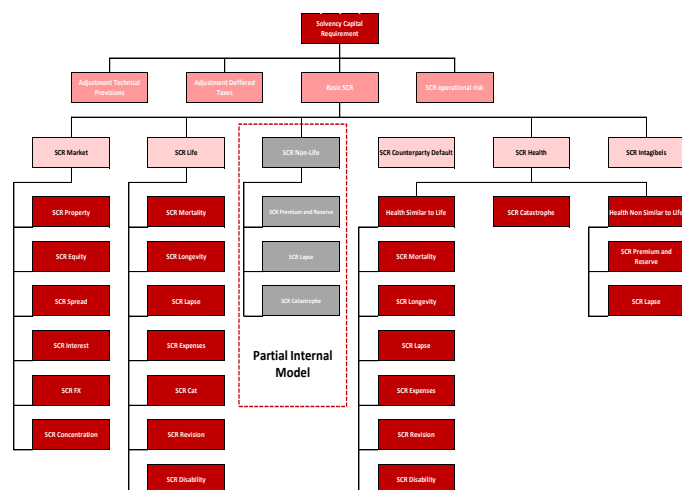 Solvency Capital
Requirement
Adjustment Technical
Provisions
Adjustment Deffered
Taxes
Basic SCR
SCR operational risk
SCR Market
SCR Life
SCR Non-Life
SCR Counterparty Default
SCR Health
SCR Intagibels
SCR Property
SCR Mortality
SCR Premium and Reserve
Health Similar to Life
SCR Catastrophe
Health Non Similar to Life
SCR Equity
SCR Longevity
SCR Lapse
SCR Mortality
SCR Premium and
Reserve
SCR Spread
SCR Lapse
SCR Catastrophe
SCR Longevity
SCR Lapse
SCR Interest
SCR Expenses
Partial Internal
Model
SCR Lapse
SCR FX
SCR Cat
SCR Expenses
SCR Concentration
SCR Revision
SCR Revision
SCR Disability
SCR Disability